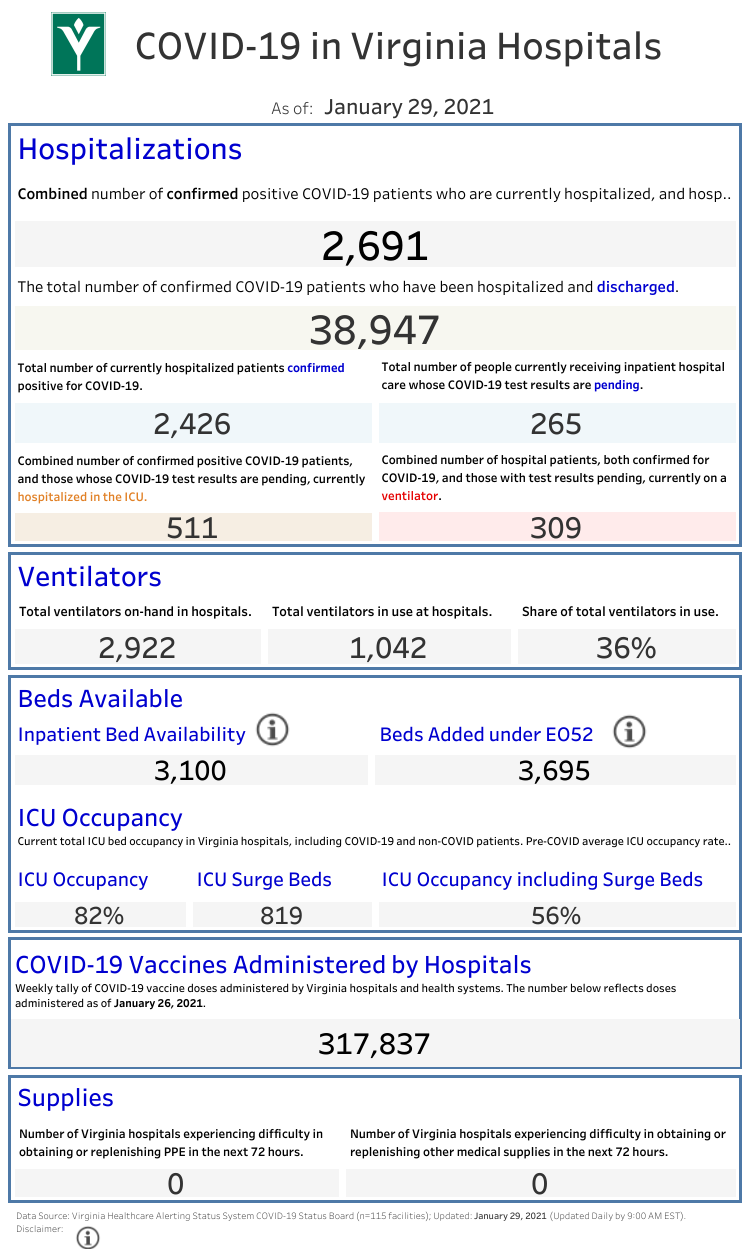 COVID-19 in Virginia Hospitals
As of: January 29, 2021
Hospitalizations
Combined number of confirmed positive COVID-19 patients who are currently hospitalized, and hosp..
2,691
The total number of confirmed COVID-19 patients who have been hospitalized and discharged.
38,947
Total number of currently hospitalized patients confirmed
positive for COVID-19.
2,426
Total number of people currently receiving inpatient hospital
care whose COVID-19 test results are pending.
265
Combined number of confirmed positive COVID-19 patients,
and those whose COVID-19 test results are pending, currently
hospitalized in the ICU.
511
Combined number of hospital patients, both confirmed for
COVID-19, and those with test results pending, currently on a
ventilator.
309
Ventilators
Total ventilators on-hand in hospitals.
2,922
Total ventilators in use at hospitals.
1,042
Share of total ventilators in use.
36%
Beds Available
Inpatient Bed Availability
3,100
Beds Added under EO52
3,695
ICU Occupancy
Current total ICU bed occupancy in Virginia hospitals, including COVID-19 and non-COVID patients. Pre-COVID average ICU occupancy rate..
ICU Occupancy
82%
ICU Surge Beds
819
ICU Occupancy including Surge Beds
56%
COVID-19 Vaccines Administered by Hospitals
Weekly tally of COVID-19 vaccine doses administered by Virginia hospitals and health systems. The number below reflects doses
administered as of January 26, 2021.
317,837
Supplies
Number of Virginia hospitals experiencing difficulty in
obtaining or replenishing PPE in the next 72 hours.
0
Number of Virginia hospitals experiencing difficulty in obtaining or
replenishing other medical supplies in the next 72 hours.
0
Data Source: Virginia Healthcare Alerting Status System COVID-19 Status Board (n=115 facilities); Updated: January 29, 2021 (Updated Daily by 9:00 AM EST).
Disclaimer: